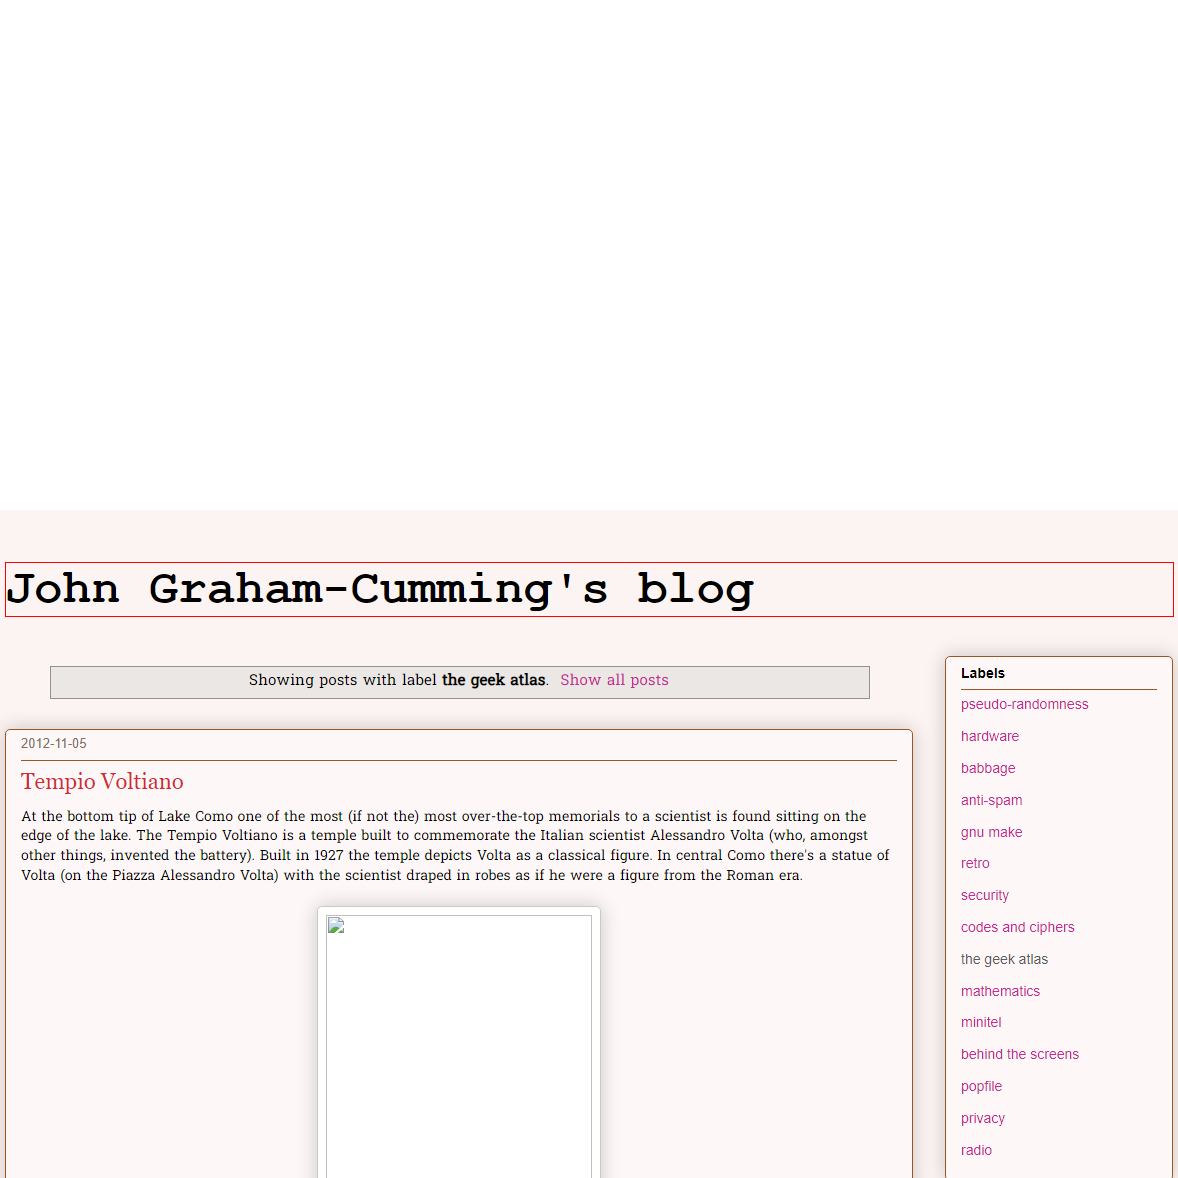 John Graham-Cumming's blog
Showing posts with label the geek atlas. Show all posts
2012-11-05
Tempio Voltiano
At the bottom tip of Lake Como one of the most (if not the) most over-the-top memorials to a scientist is found sitting on the
edge of the lake. The Tempio Voltiano is a temple built to commemorate the Italian scientist Alessandro Volta (who, amongst
other things, invented the battery). Built in 1927 the temple depicts Volta as a classical figure. In central Como there's a statue of
Volta (on the Piazza Alessandro Volta) with the scientist draped in robes as if he were a figure from the Roman era.
Labels
pseudo-randomness
hardware
babbage
anti-spam
gnu make
retro
security
codes and ciphers
the geek atlas
mathematics
minitel
behind the screens
popfile
privacy
radio